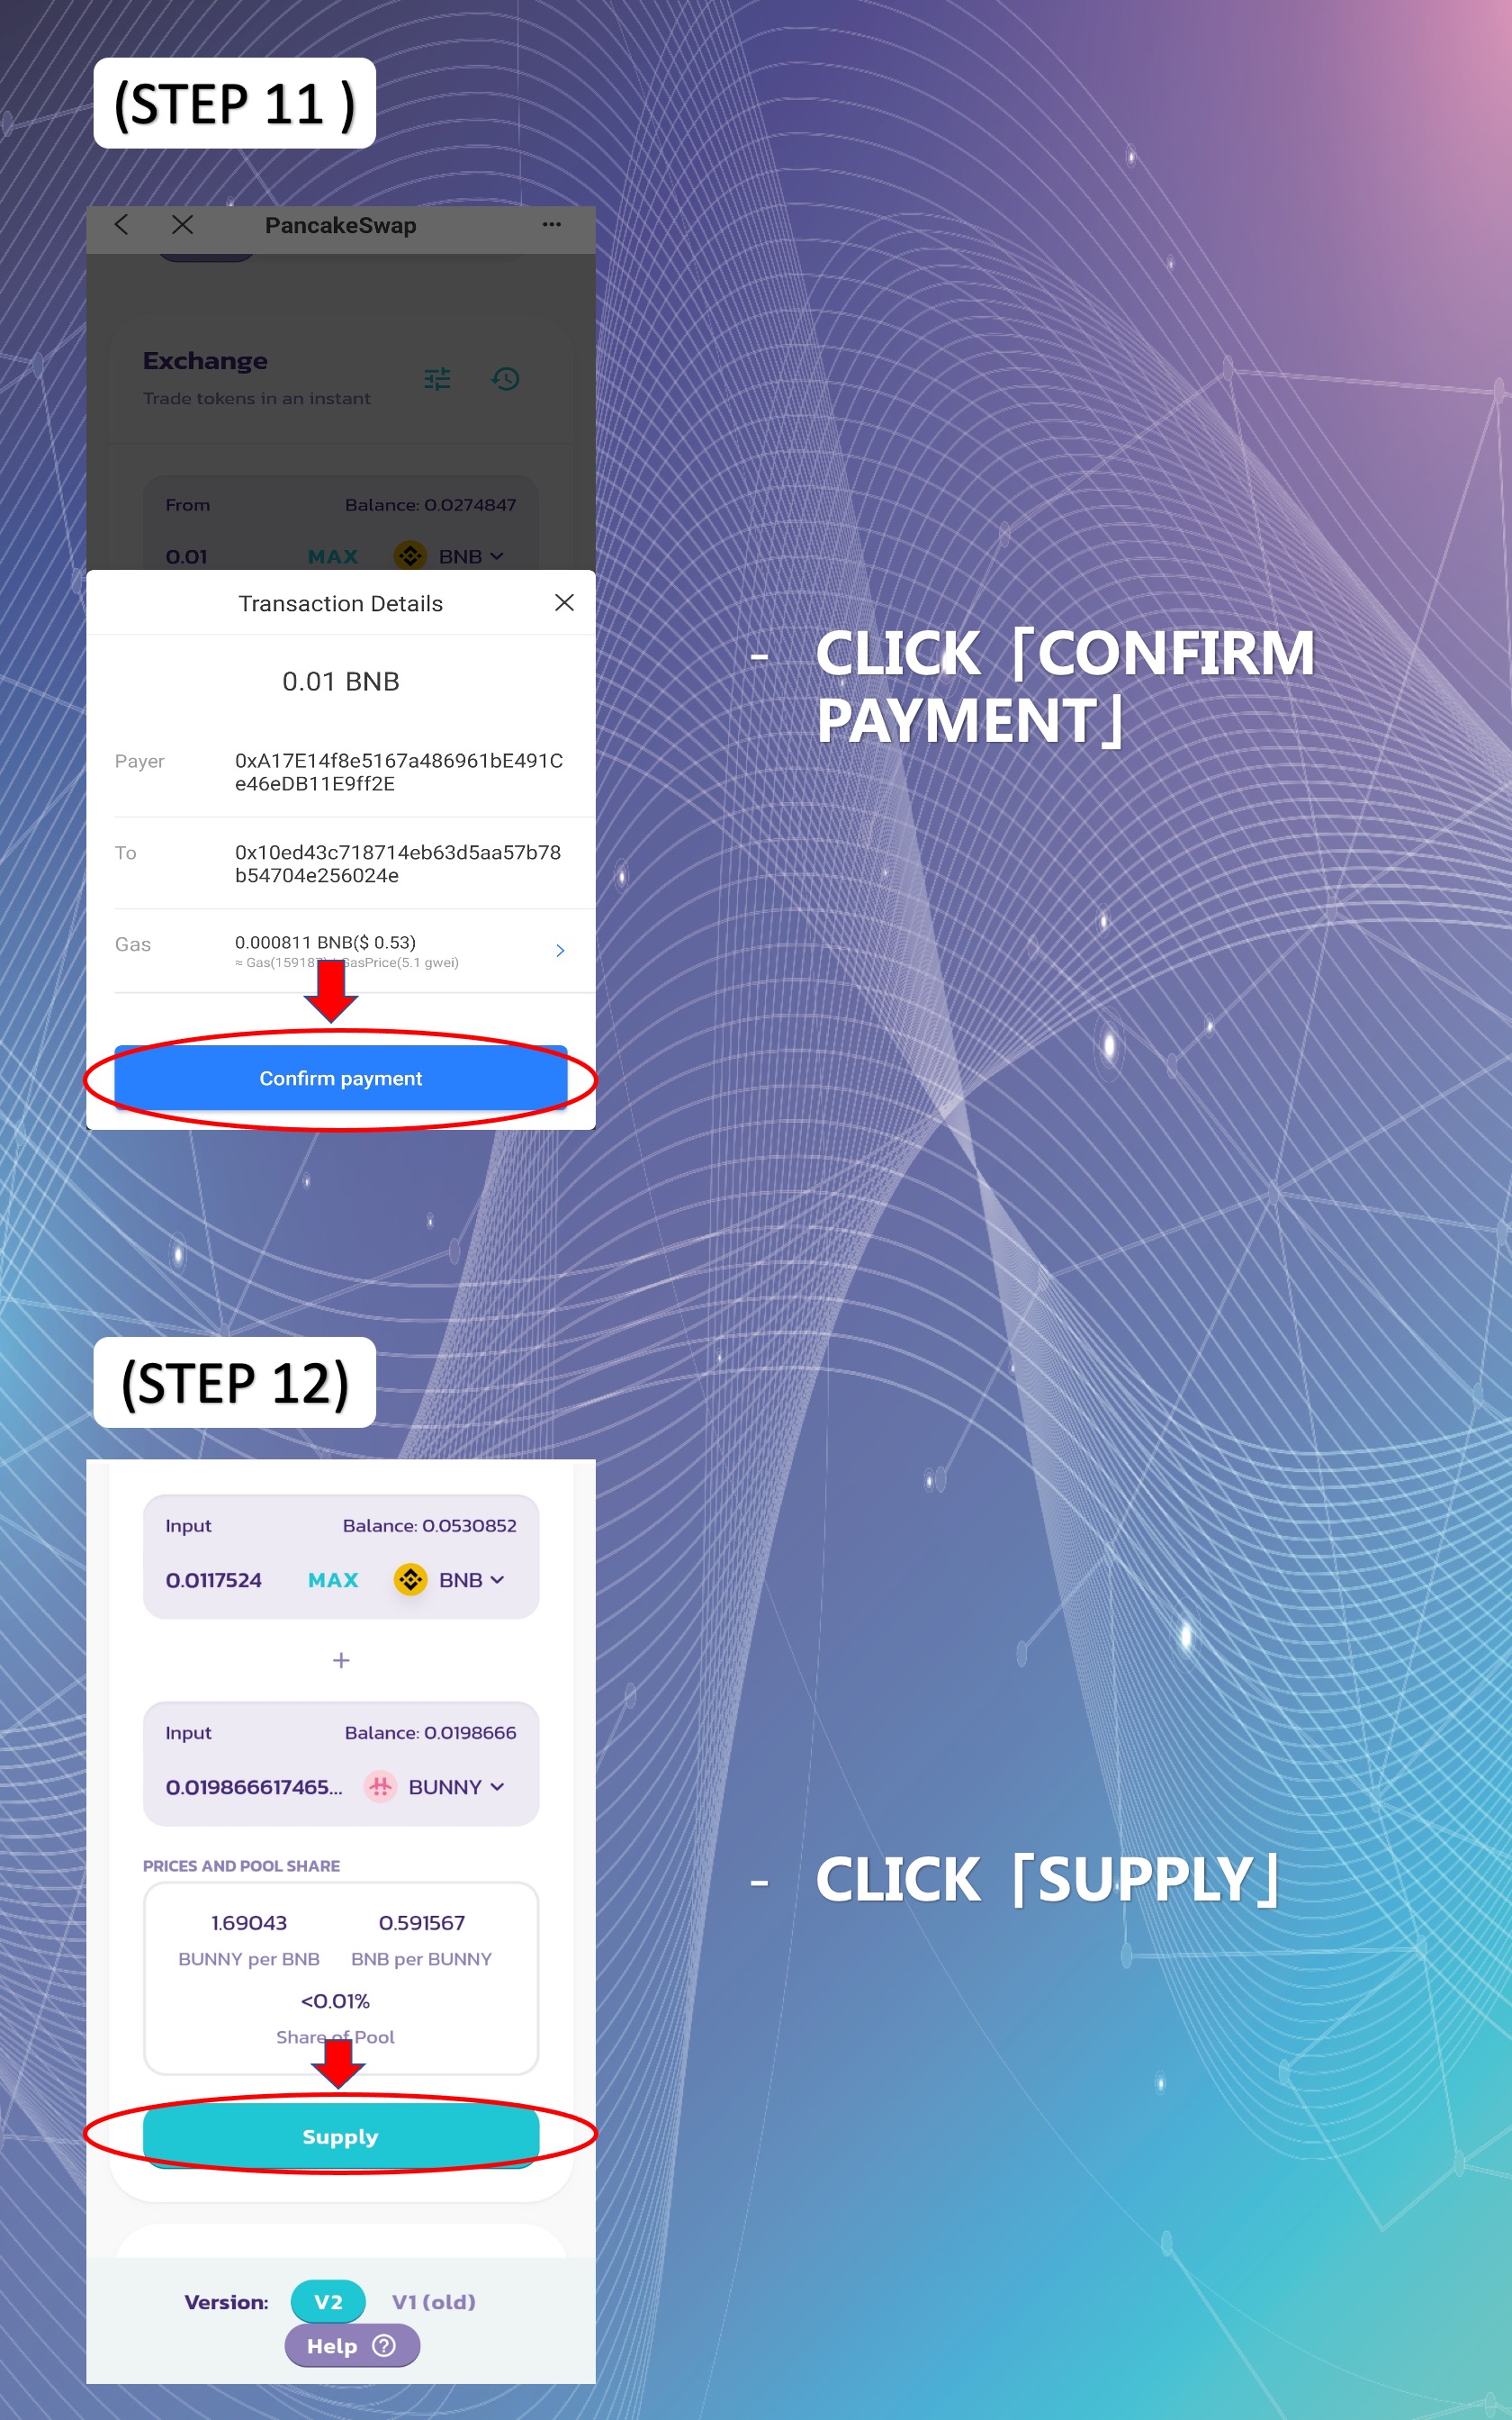 (STEP 11 )
PancakeSwap
Exchange
Trade tokens in an instant
From Balance: 0.0274847
0.01 MAX BNB
Transaction Details
0.01 BNB
Payer 0xA17E14f8e5167a486961bE491C
e46eDB11E9ff2E
To 0x10ed43c718714eb63d5aa57b78
b54704e256024e
Gas 0.000811 BNB($ 0.53)
≈ Gas(15918 GasPrice(5.1 gwei)
Confirm payment
- CLICK「CONFIRM
PAYMENT」
(STEP 12)
Input Balance: 0.0530852
0.0117524 MAX BNB
+
Input Balance: 0.0198666
0.019866617465... BUNNY
PRICES AND POOL SHARE
1.69043 0.591567
BUNNY per BNB BNB per BUNNY
<0.01%
Share of Pool
Supply
- CLICK「SUPPLY」
Version: V2 V1 (old)
Help